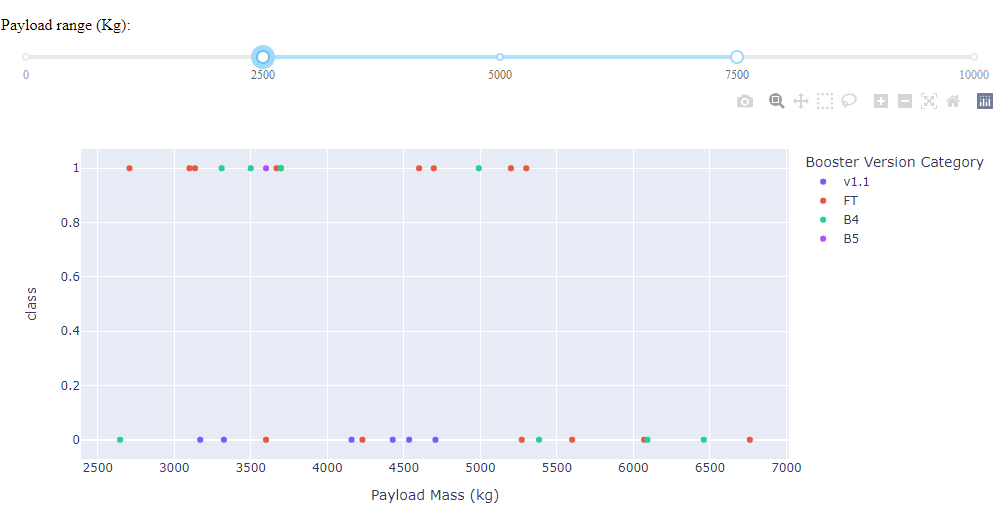 Payload range (Kg):
0 2500 5000 7500 10000
Booster Version Category
v1.1
FT
B4
B5
1
0.8
0.6
0.4
0.2
0
class
2500 3000 3500 4000 4500 5000 5500 6000 6500 7000
Payload Mass (kg)